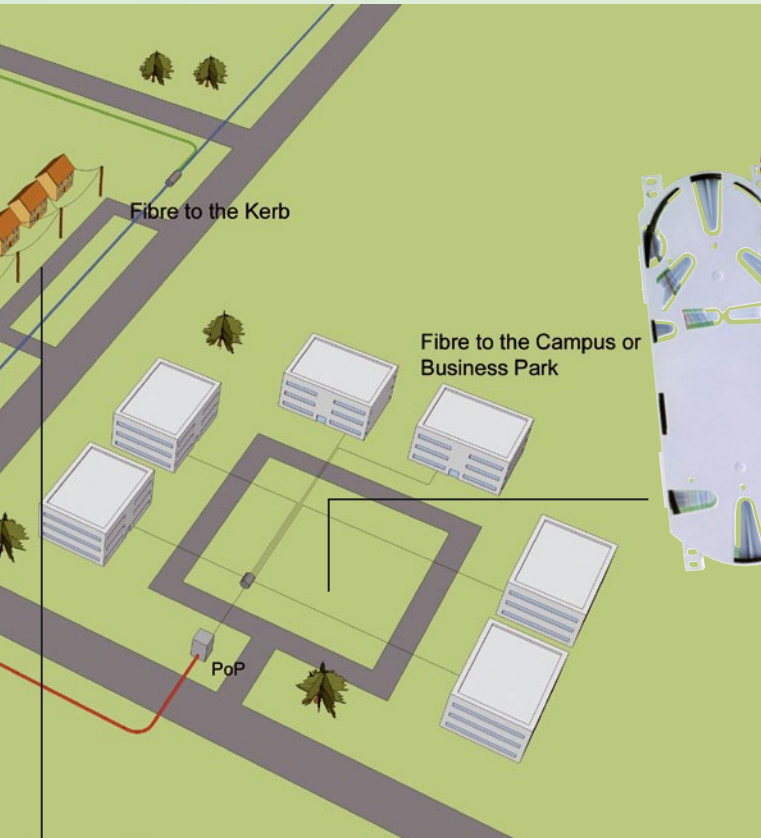 Fibre to the Kerb
Fibre to the Campus or
Business Park
PoP